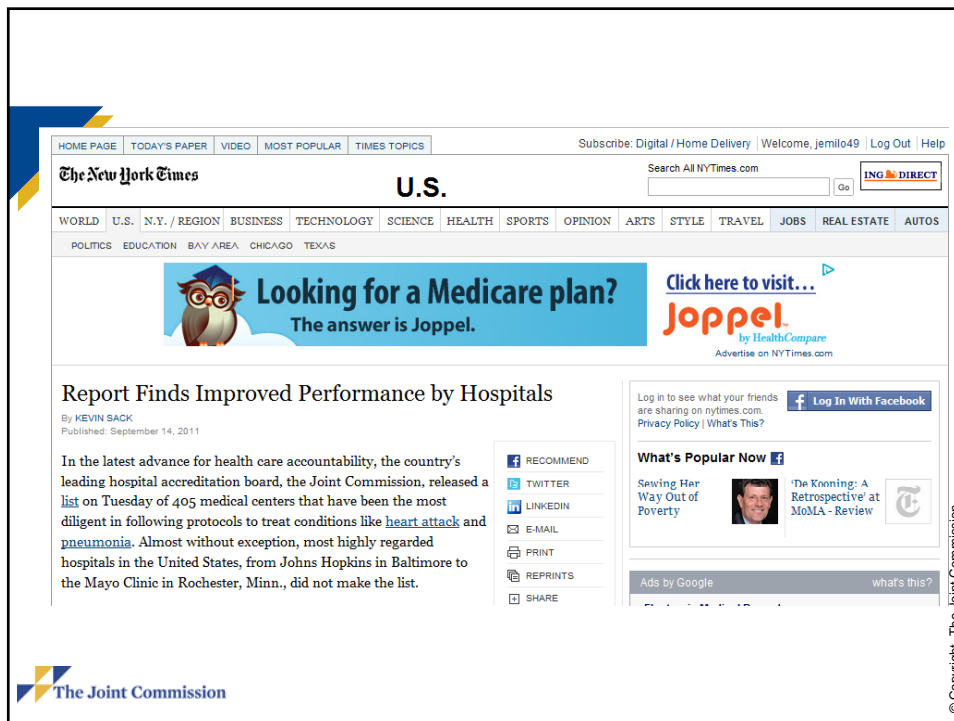 HOME PAGE TODAY'S PAPER VIDEO MOST POPULAR TIMES TOPICS
Subscribe: Digital / Home Delivery Welcome, jemilo49 Log Out Help
The New York Times
U.S.
Search All NYTimes.com
Go
ING DIRECT
WORLD U.S. N.Y. / REGION BUSINESS TECHNOLOGY SCIENCE HEALTH SPORTS OPINION ARTS STYLE TRAVEL JOBS REAL ESTATE AUTOS
POLITICS EDUCATION BAY AREA CHICAGO TEXAS
Looking for a Medicare plan?
The answer is Joppel.
Click here to visit...
Joppel
by HealthCompare
Advertise on NYTimes.com
Report Finds Improved Performance by Hospitals
By KEVIN SACK
Published: September 14, 2011
In the latest advance for health care accountability, the country's
leading hospital accreditation board, the Joint Commission, released a
list on Tuesday of 405 medical centers that have been the most
diligent in following protocols to treat conditions like heart attack and
pneumonia. Almost without exception, most highly regarded
hospitals in the United States, from Johns Hopkins in Baltimore to
the Mayo Clinic in Rochester, Minn., did not make the list.
RECOMMEND
TWITTER
LINKEDIN
E-MAIL
PRINT
REPRINTS
SHARE
Log in to see what your friends
are sharing on nytimes.com.
Privacy Policy | What's This?
Log In With Facebook
What's Popular Now
Sewing Her
Way Out of
Poverty
'De Kooning: A
Retrospective' at
MoMA - Review
Ads by Google what's this?
© Copyright, The Joint Commission
The Joint Commission